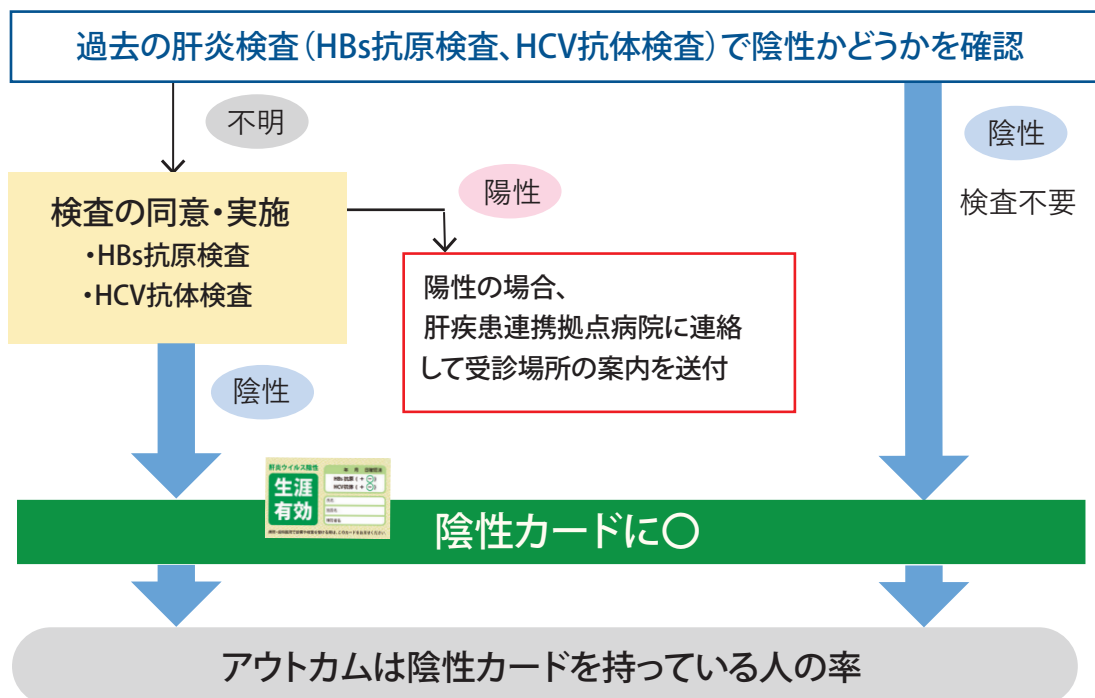 過去の肝炎検査(HBs抗原検査、HCV抗体検査)で陰性かどうかを確認
不明
陰性
検査不要
検査の同意・実施
・HBs抗原検査
・HCV抗体検査
陽性
陽性の場合、
肝疾患連携拠点病院に連絡
して受診場所の案内を送付
陰性
肝炎ウイルス陰性
生涯
有効
HBs抗原(+ ⊖)
HCV抗体(+ ⊖)
陰性カードに〇
アウトカムは陰性カードを持っている人の率